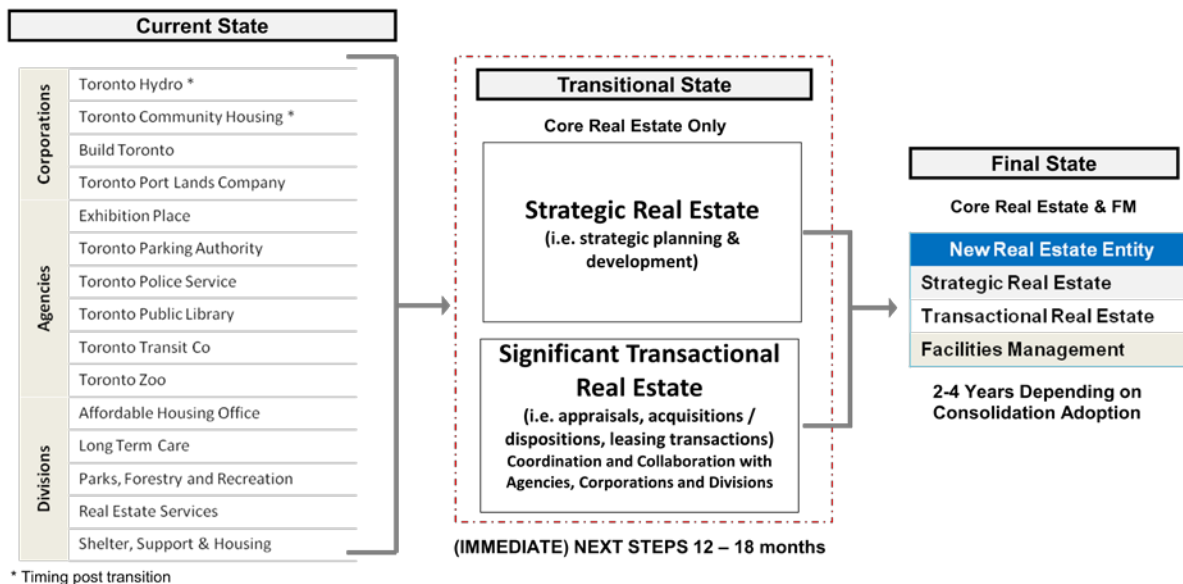 Current State
Corporations
Toronto Hydro *
Toronto Community Housing *
Build Toronto
Toronto Port Lands Company
Agencies
Exhibition Place
Toronto Parking Authority
Toronto Police Service
Toronto Public Library
Toronto Transit Co
Toronto Zoo
Divisions
Affordable Housing Office
Long Term Care
Parks, Forestry and Recreation
Real Estate Services
Shelter, Support & Housing
* Timing post transition
Transitional State
Core Real Estate Only
Strategic Real Estate
(i.e. strategic planning &
development)
Significant Transactional
Real Estate
(i.e. appraisals, acquisitions /
dispositions, leasing transactions)
Coordination and Collaboration with
Agencies, Corporations and Divisions
(IMMEDIATE) NEXT STEPS 12 – 18 months
Final State
Core Real Estate & FM
New Real Estate Entity
Strategic Real Estate
Transactional Real Estate
Facilities Management
2-4 Years Depending on
Consolidation Adoption